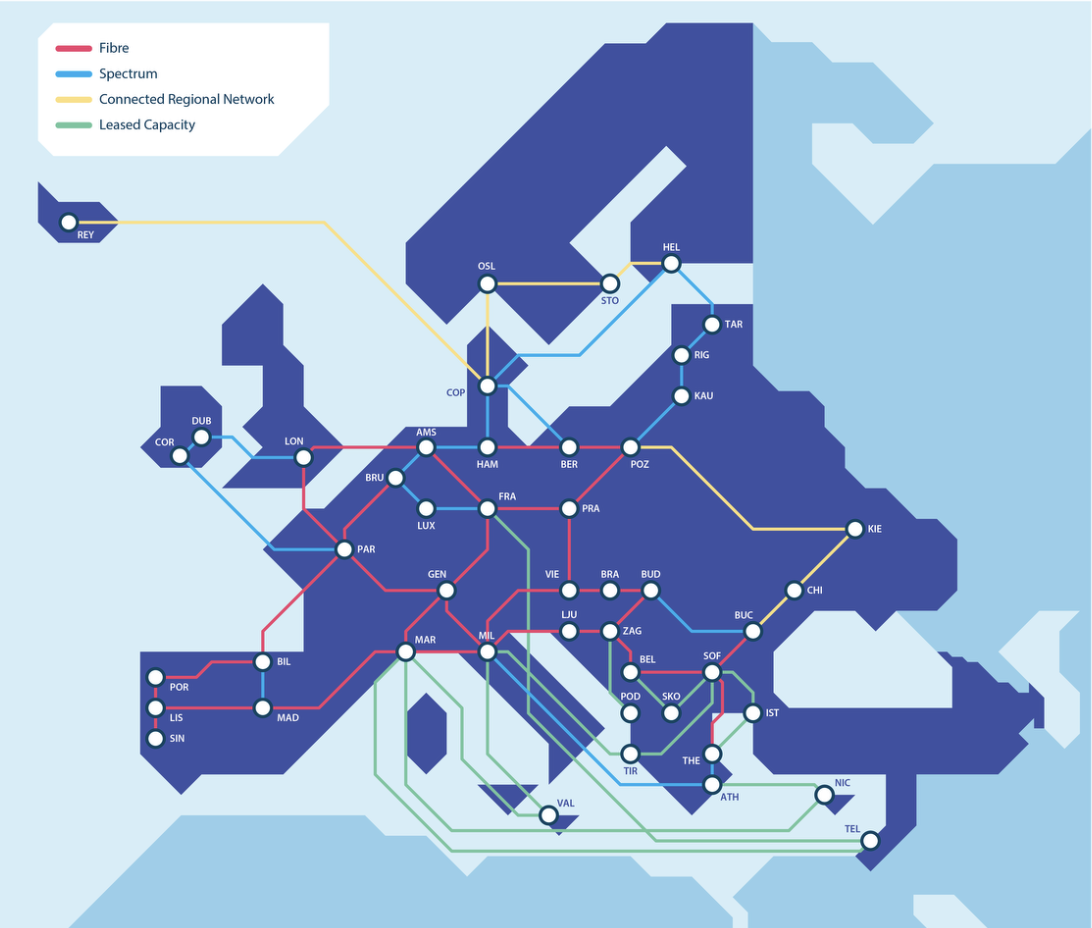 Fibre
Spectrum
Connected Regional Network
Leased Capacity
REY
HEL
OSL
STO
TAR
RIG
COP
KAU
DUB
AMS
COR
LON
HAM
BER
POZ
BRU
FRA
PRA
LUX
KIE
PAR
GEN
VIE
BRA
BUD
CHI
LJU
BUC
MAR
MIL
ZAG
BIL
BEL
SOF
POR
POD
SKO
LIS
MAD
IST
SIN
THE
TIR
NIC
ATH
VAL
TEL